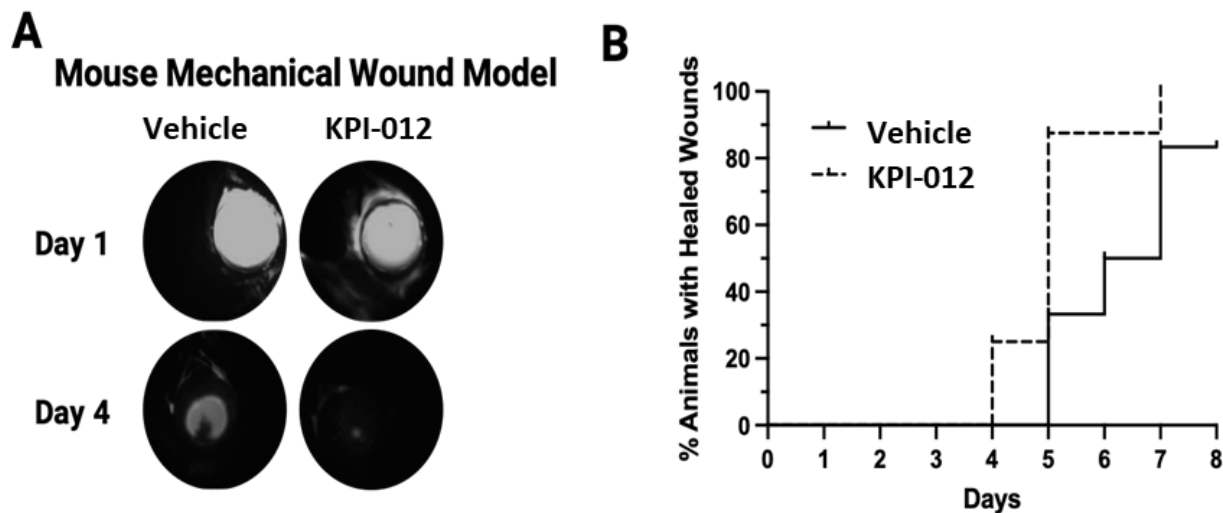 A
Mouse Mechanical Wound Model
Vehicle KPI-012
Day 1
Day 4
B
% Animals with Healed Wounds
100
80
60
40
20
0
Vehicle
KPI-012
0 1 2 3 4 5 6 7 8
Days